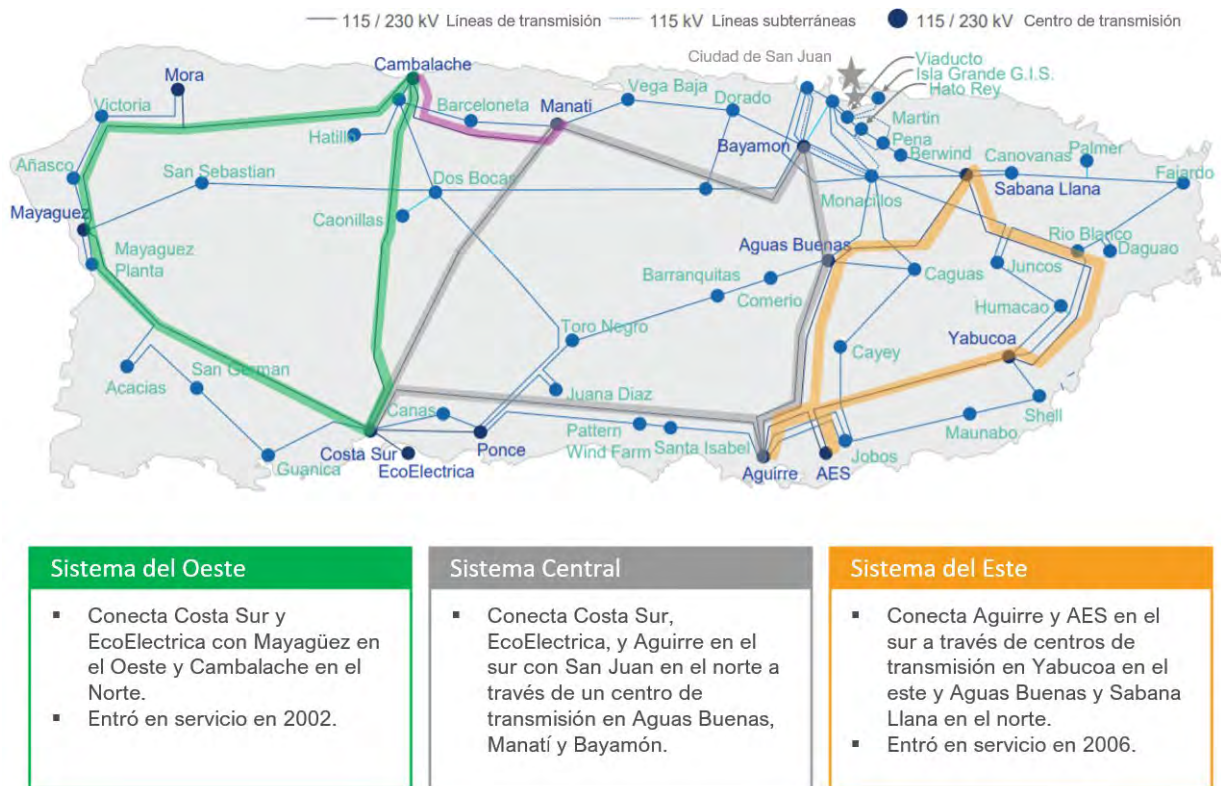 115 / 230 kV Líneas de transmisión
115 kV Líneas subterráneas
115 / 230 kV Centro de transmisión
Ciudad de San Juan
Viaducto
Isla Grande G.I.S.
Hato Rey
Cambalache
Mora
Victoria
Vega Baja
Barceloneta
Manati
Dorado
Martin
Hatillo
Pena
Bayamon
Berwind
Palmer
Canovanas
Añasco
San Sebastian
Dos Bocas
Fajardo
Sabana Llana
Monacillos
Mayaguez
Caonillas
Rio Blanco
Mayaguez
Planta
Aguas Buenas
Daguao
Barranquitas
Caguas
Juncos
Comerio
Humacao
Toro Negro
Yabucoa
Cayey
Acacias
San German
Juana Diaz
Shell
Canas
Maunabo
Pattern
Wind Farm
Santa Isabel
Costa Sur
Ponce
Jobos
Guanica
EcoElectrica
Aguirre
AES
Sistema del Oeste
▪ Conecta Costa Sur y
EcoElectrica con Mayagüez en
el Oeste y Cambalache en el
Norte.
▪ Entró en servicio en 2002.
Sistema Central
▪ Conecta Costa Sur,
EcoElectrica, y Aguirre en el
sur con San Juan en el norte a
través de un centro de
transmisión en Aguas Buenas,
Manatí y Bayamón.
Sistema del Este
▪ Conecta Aguirre y AES en el
sur a través de centros de
transmisión en Yabucoa en el
este y Aguas Buenas y Sabana
Llana en el norte.
▪ Entró en servicio en 2006.